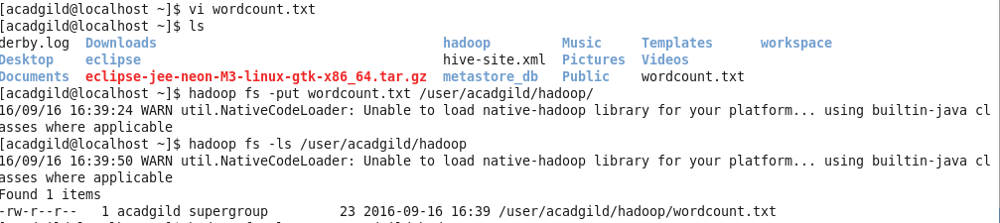 [acadgild@localhost ~]$ vi wordcount.txt
[acadgild@localhost ~]$ ls
derby.log  Downloads                                  hadoop         Music     Templates      workspace
Desktop    eclipse                                    hive-site.xml  Pictures  Videos
Documents  eclipse-jee-neon-M3-linux-gtk-x86_64.tar.gz  metastore_db   Public    wordcount.txt
[acadgild@localhost ~]$ hadoop fs -put wordcount.txt /user/acadgild/hadoop/
16/09/16 16:39:24 WARN util.NativeCodeLoader: Unable to load native-hadoop library for your platform... using builtin-java cl
asses where applicable
[acadgild@localhost ~]$ hadoop fs -ls /user/acadgild/hadoop
16/09/16 16:39:50 WARN util.NativeCodeLoader: Unable to load native-hadoop library for your platform... using builtin-java cl
asses where applicable
Found 1 items
-rw-r--r--   1 acadgild supergroup         23 2016-09-16 16:39 /user/acadgild/hadoop/wordcount.txt